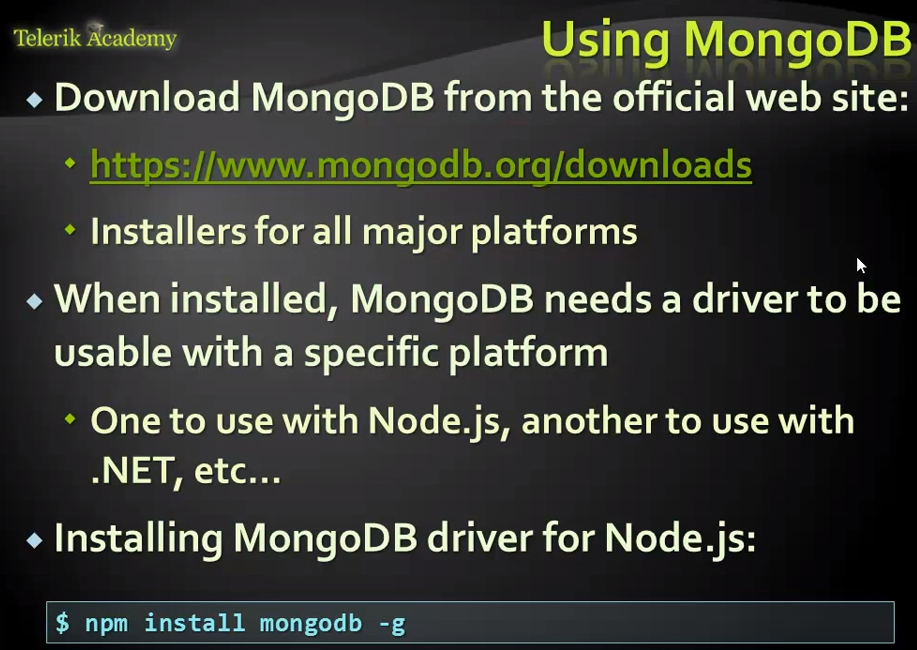 Telerik Academy
Using MongoDB
Download MongoDB from the official web site:
https://www.mongodb.org/downloads
Installers for all major platforms
When installed, MongoDB needs a driver to be
usable with a specific platform
One to use with Node.js, another to use with
.NET, etc…
Installing MongoDB driver for Node.js:
$ npm install mongodb -g